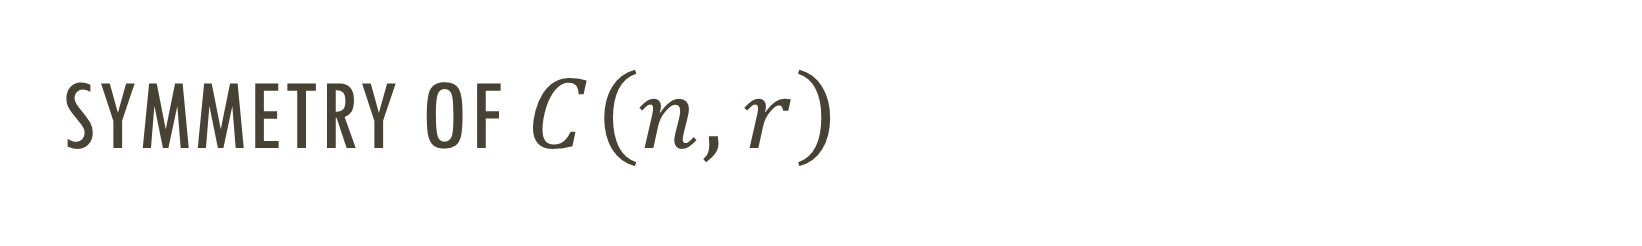 SYMMETRY OF C(n, r)